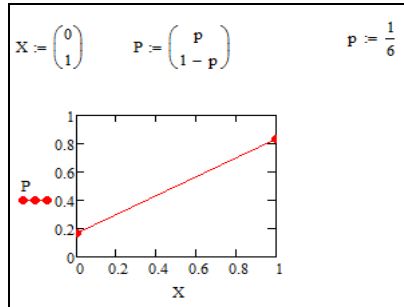 X := (0 1)
P := (p 1 − p)
p := 1/6
1
0.8
0.6
P 0.4
0.2
0
0 0.2 0.4 0.6 0.8 1
X